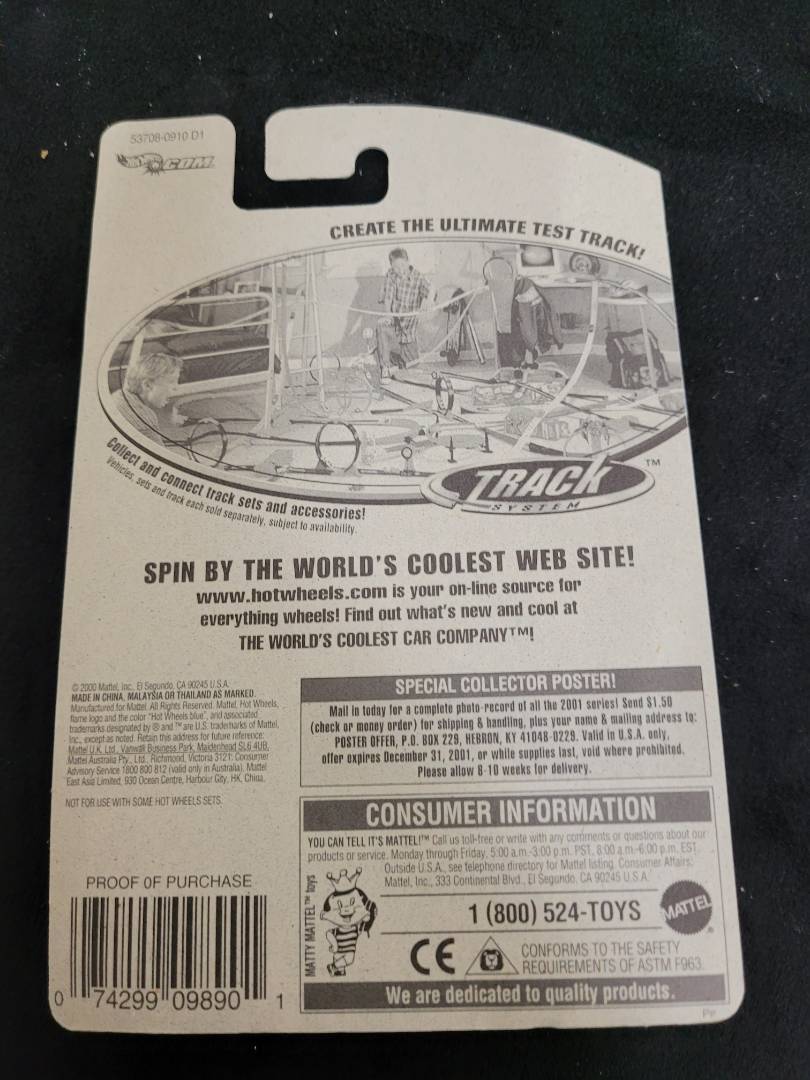 53708-0910 D1
.COM
CREATE THE ULTIMATE TEST TRACK!
Collect and connect track sets and accessories!
Vehicles, sets and track each sold separately, subject to availability.
TRACK™
SYSTEM
SPIN BY THE WORLD'S COOLEST WEB SITE!
www.hotwheels.com is your on-line source for
everything wheels! Find out what's new and cool at
THE WORLD'S COOLEST CAR COMPANY™!
© 2000 Mattel, Inc., El Segundo, CA 90245 U.S.A.
MADE IN CHINA, MALAYSIA OR THAILAND AS MARKED.
Manufactured for Mattel. All Rights Reserved. Mattel, Hot Wheels,
flame logo and the color "Hot Wheels blue", and associated
trademarks designated by ® and ™ are U.S. trademarks of Mattel,
Inc., except as noted. Retain this address for future reference:
Mattel U.K. Ltd., Vanwall Business Park, Maidenhead SL6 4UB.
Mattel Australia Pty., Ltd., Richmond, Victoria 3121. Consumer
Advisory Service 1800 800 812 (valid only in Australia). Mattel
East Asia Limited, 930 Ocean Centre, Harbour City, HK, China.
NOT FOR USE WITH SOME HOT WHEELS SETS.
SPECIAL COLLECTOR POSTER!
Mail in today for a complete photo-record of all the 2001 series! Send $1.50
(check or money order) for shipping & handling, plus your name & mailing address to:
POSTER OFFER, P.O. BOX 229, HEBRON, KY 41048-0229. Valid in U.S.A. only,
offer expires December 31, 2001, or while supplies last, void where prohibited.
Please allow 8-10 weeks for delivery.
CONSUMER INFORMATION
YOU CAN TELL IT'S MATTEL!™ Call us toll-free or write with any comments or questions about our
products or service. Monday through Friday, 5:00 a.m.-3:00 p.m. PST, 8:00 a.m.-6:00 p.m. EST.
Outside U.S.A., see telephone directory for Mattel listing. Consumer Affairs:
Mattel, Inc., 333 Continental Blvd., El Segundo, CA 90245 U.S.A.
1 (800) 524-TOYS
MATTEL®
MATTY MATTEL™ toys
CE
CONFORMS TO THE SAFETY
REQUIREMENTS OF ASTM F963.
We are dedicated to quality products.
PROOF OF PURCHASE
0 74299 09890 1